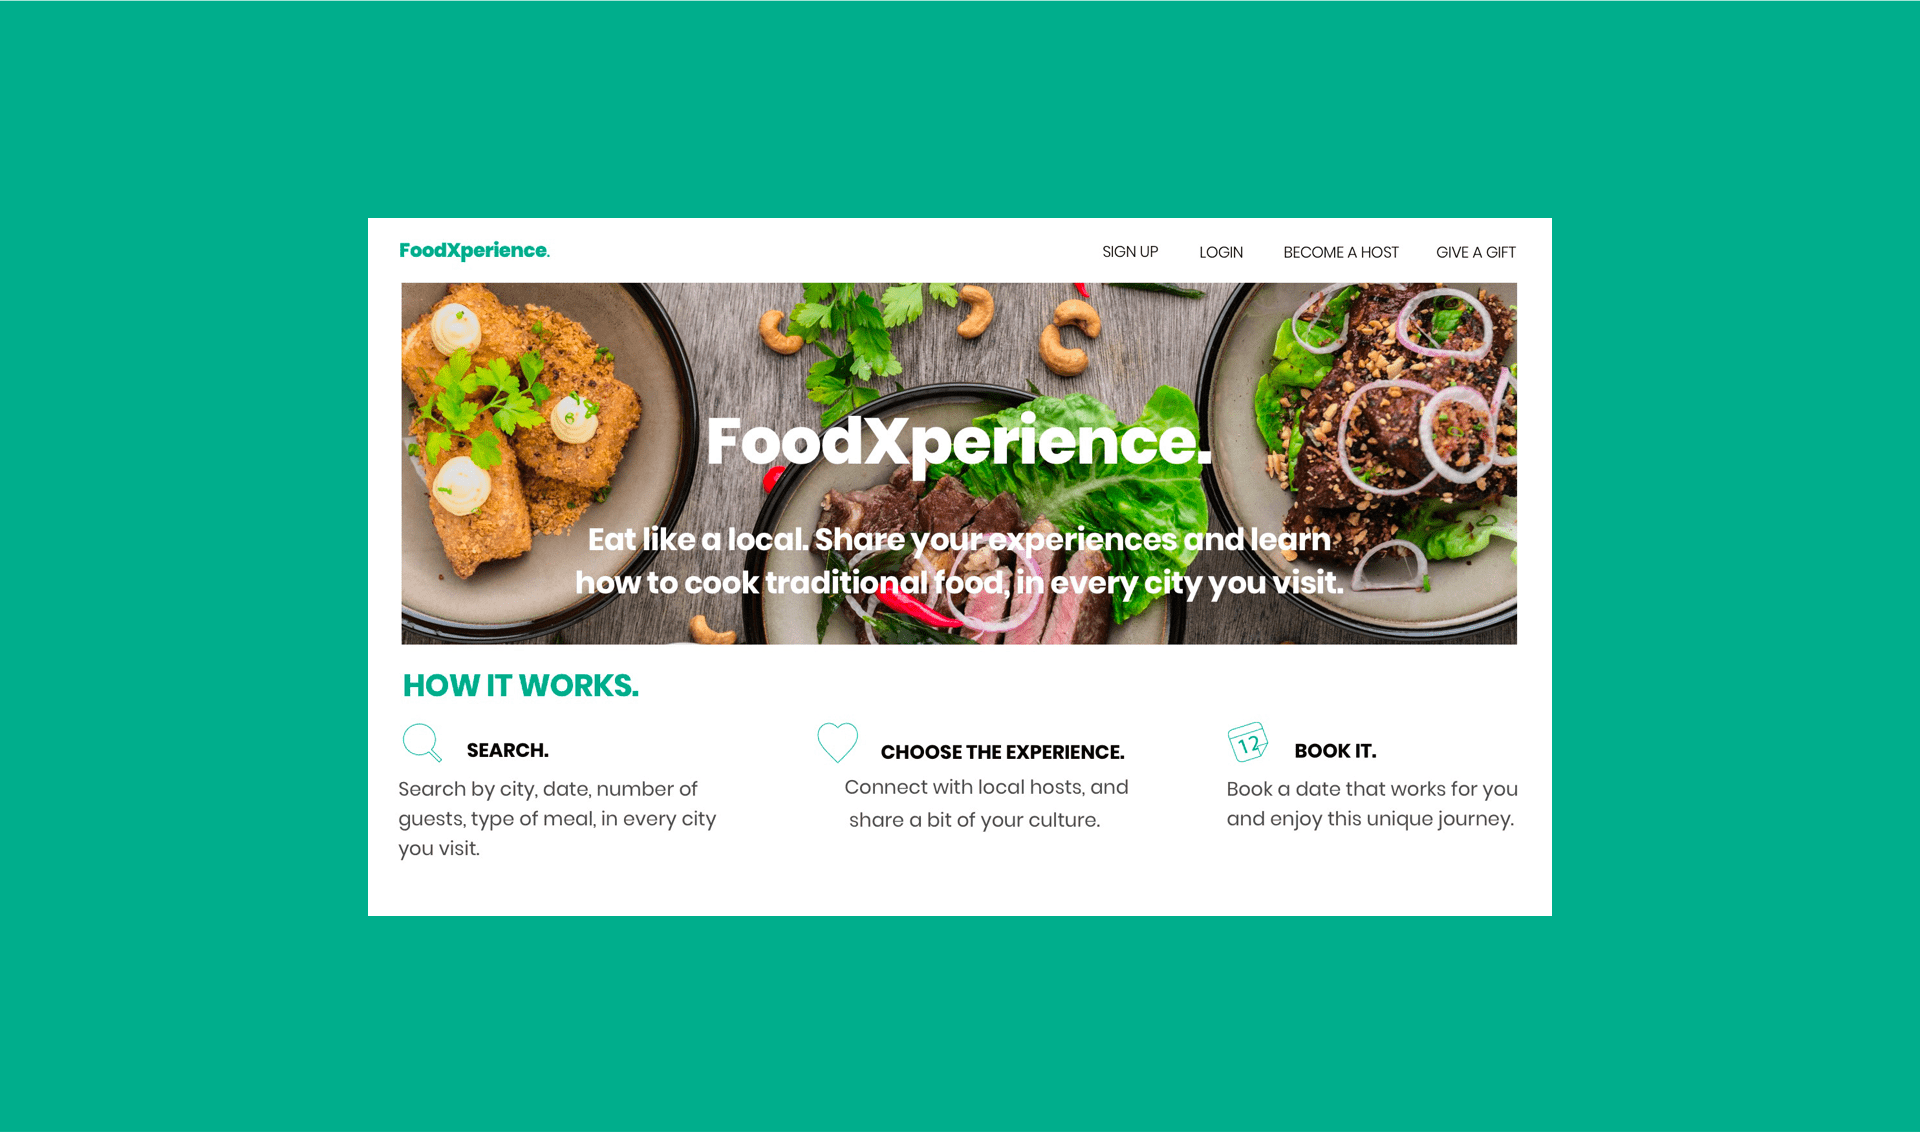 FoodXperience.
SIGN UP
LOGIN
BECOME A HOST
GIVE A GIFT
FoodXperience.
Eat like a local. Share your experiences and learn
how to cook traditional food, in every city you visit.
HOW IT WORKS.
SEARCH.
Search by city, date, number of
guests, type of meal, in every city
you visit.
CHOOSE THE EXPERIENCE.
Connect with local hosts, and
share a bit of your culture.
12
BOOK IT.
Book a date that works for you
and enjoy this unique journey.